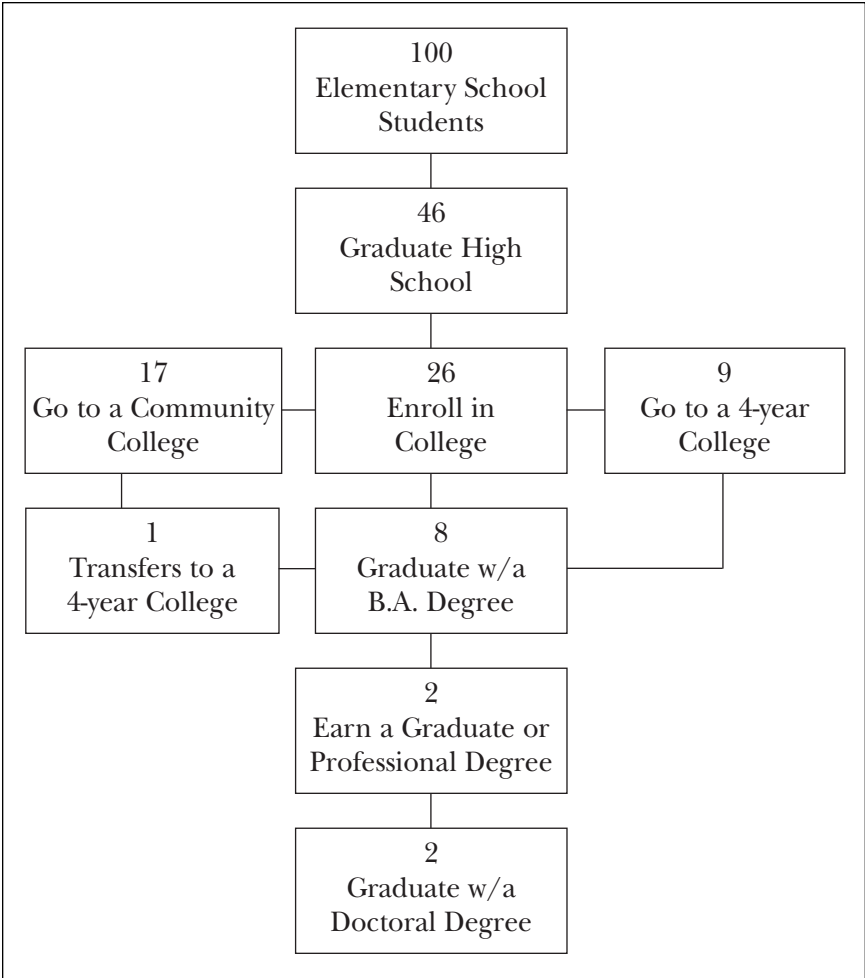 100
Elementary School
Students
46
Graduate High
School
17
Go to a Community
College
26
Enroll in
College
9
Go to a 4-year
College
1
Transfers to a
4-year College
8
Graduate w/a
B.A. Degree
2
Earn a Graduate or
Professional Degree
2
Graduate w/a
Doctoral Degree